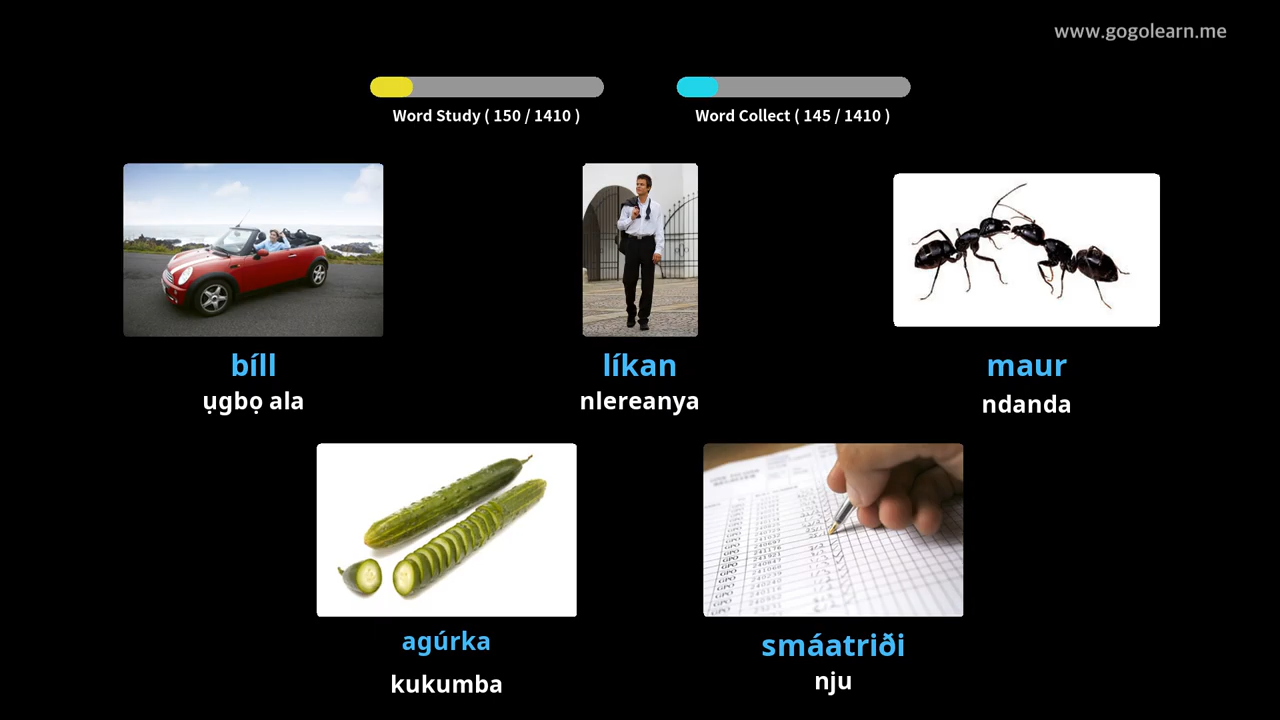 www.gogolearn.me
Word Study ( 150 / 1410 )
Word Collect ( 145 / 1410 )
bíll
ụgbọ ala
líkan
nlereanya
maur
ndanda
agúrka
kukumba
smáatriði
nju